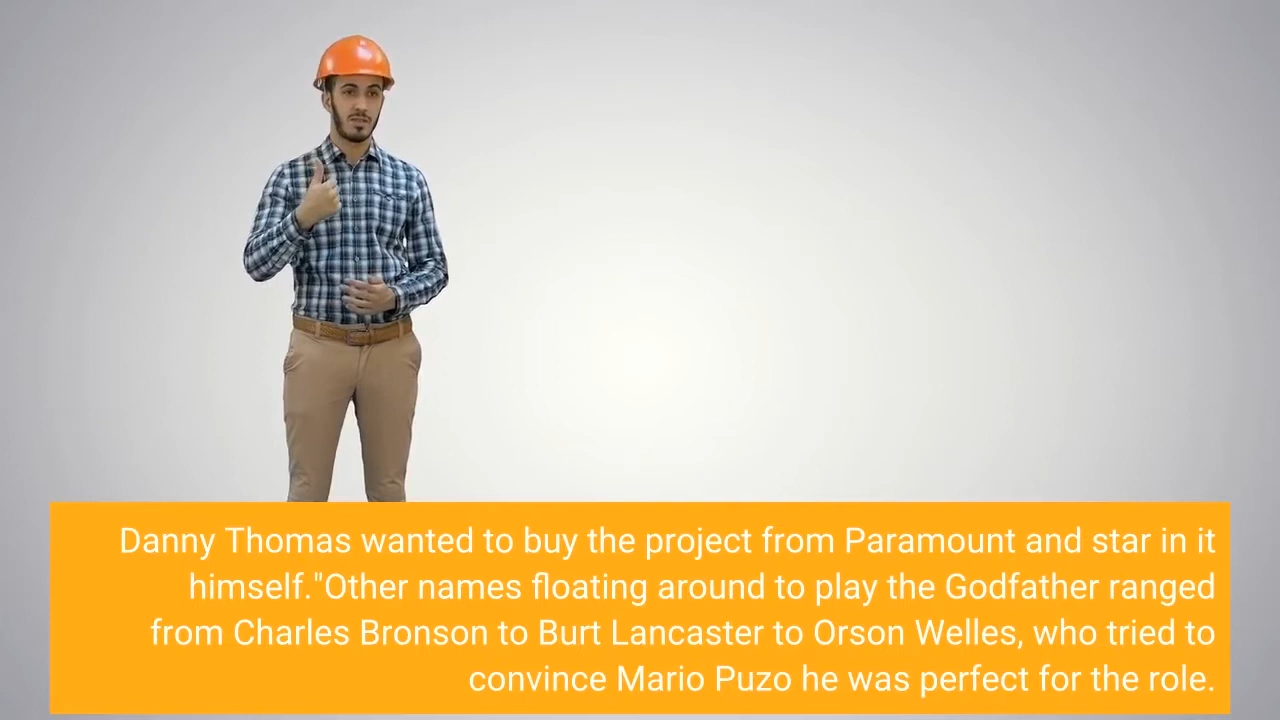 Danny Thomas wanted to buy the project from Paramount and star in it
himself."Other names floating around to play the Godfather ranged
from Charles Bronson to Burt Lancaster to Orson Welles, who tried to
convince Mario Puzo he was perfect for the role.